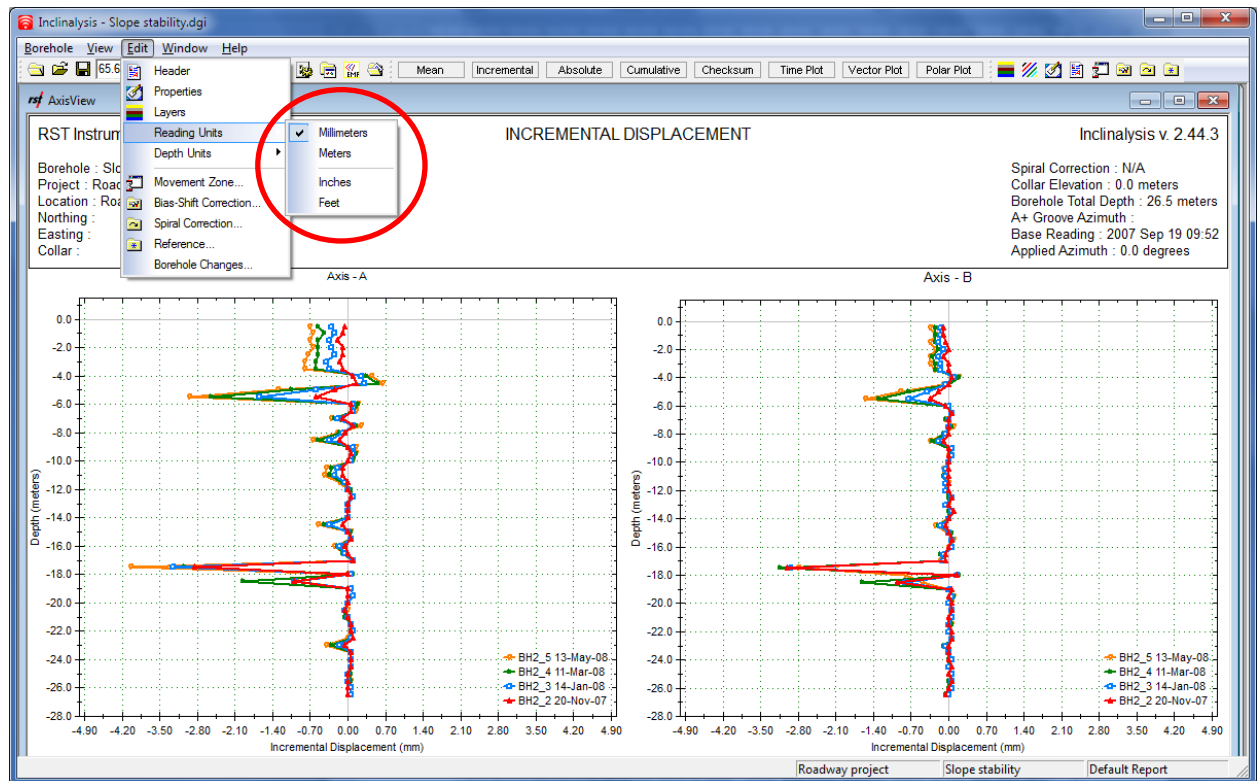 Inclinalysis - Slope stability.dgi
Borehole View Edit Window Help
65.6
EMF
Mean Incremental Absolute Cumulative Checksum Time Plot Vector Plot Polar Plot
rst AxisView
Header
Properties
Layers
Reading Units
Depth Units
Movement Zone...
Bias-Shift Correction...
Spiral Correction...
Reference...
Borehole Changes...
Millimeters
Meters
Inches
Feet
RST Instrum
INCREMENTAL DISPLACEMENT
Inclinalysis v. 2.44.3
Borehole : Slo
Project : Road
Location : Roa
Northing :
Easting :
Collar :
Spiral Correction : N/A
Collar Elevation : 0.0 meters
Borehole Total Depth : 26.5 meters
A+ Groove Azimuth :
Base Reading : 2007 Sep 19 09:52
Applied Azimuth : 0.0 degrees
Axis - A
0.0
-2.0
-4.0
-6.0
-8.0
-10.0
-12.0
-14.0
-16.0
-18.0
-20.0
-22.0
-24.0
-26.0
-28.0
Depth (meters)
BH2_5 13-May-08
BH2_4 11-Mar-08
BH2_3 14-Jan-08
BH2_2 20-Nov-07
-4.90 -4.20 -3.50 -2.80 -2.10 -1.40 -0.70 0.00 0.70 1.40 2.10 2.80 3.50 4.20 4.90
Incremental Displacement (mm)
Axis - B
0.0
-2.0
-4.0
-6.0
-8.0
-10.0
-12.0
-14.0
-16.0
-18.0
-20.0
-22.0
-24.0
-26.0
-28.0
Depth (meters)
BH2_5 13-May-08
BH2_4 11-Mar-08
BH2_3 14-Jan-08
BH2_2 20-Nov-07
-4.90 -4.20 -3.50 -2.80 -2.10 -1.40 -0.70 0.00 0.70 1.40 2.10 2.80 3.50 4.20 4.90
Incremental Displacement (mm)
Roadway project Slope stability Default Report